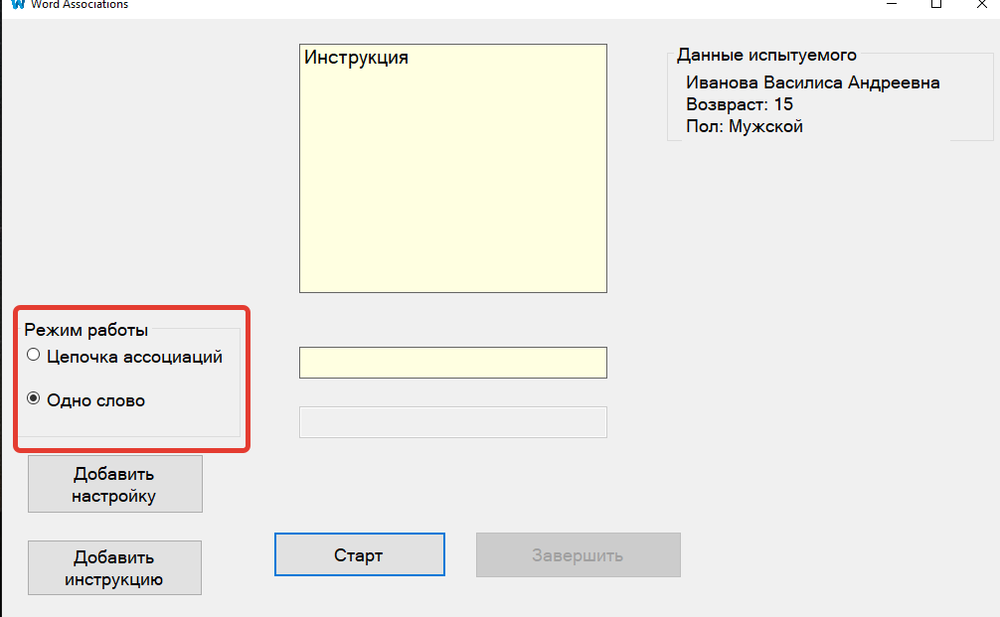 Word Associations
Инструкция
Данные испытуемого
Иванова Василиса Андреевна
Возвраст: 15
Пол: Мужской
Режим работы
Цепочка ассоциаций
Одно слово
Добавить
настройку
Добавить
инструкцию
Старт
Завершить